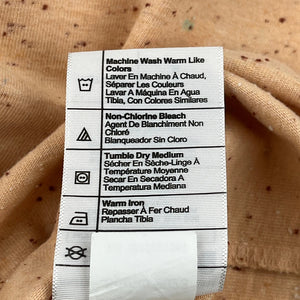 Machine Wash Warm Like
Colors
Laver En Machine À Chaud,
Séparer Les Couleurs
Lavar A Máquina En Agua
Tibia, Con Colores Similares
Non-Chlorine Bleach
Agent De Blanchiment Non
Chloré
Blanqueador Sin Cloro
Tumble Dry Medium
Sécher En Sèche-Linge À
Température Moyenne
Secar En Secadora A
Temperatura Mediana
Warm Iron
Repasser À Fer Chaud
Plancha Tibia